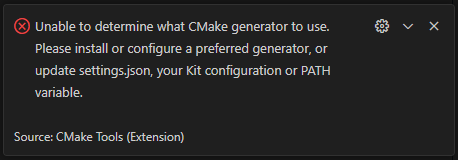 Unable to determine what CMake generator to use.
Please install or configure a preferred generator, or
update settings.json, your Kit configuration or PATH
variable.
Source: CMake Tools (Extension)